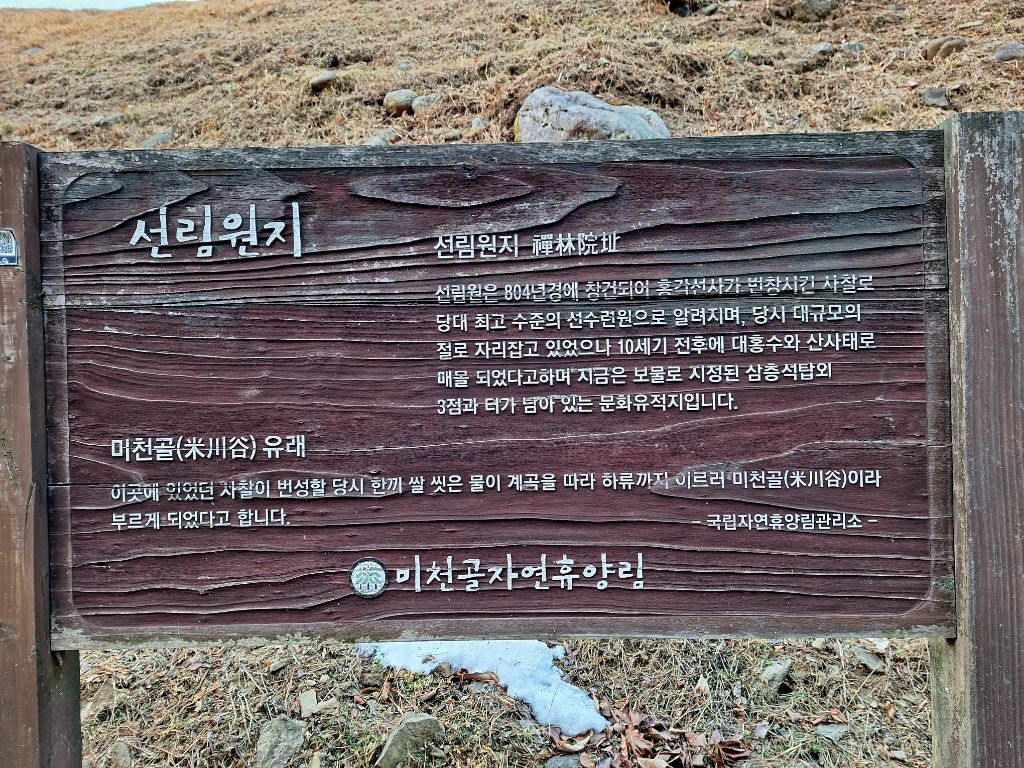 선림원지
선림원지 禪林院址
선림원은 804년경에 창건되어 홍각선사가 번창시킨 사찰로
당대 최고 수준의 선수련원으로 알려지며, 당시 대규모의
절로 자리잡고 있었으나 10세기 전후에 대홍수와 산사태로
매몰 되었다고하며 지금은 보물로 지정된 삼층석탑외
3점과 터가 남아 있는 문화유적지입니다.
미천골(米川谷) 유래
이곳에 있었던 사찰이 번성할 당시 한끼 쌀 씻은 물이 계곡을 따라 하류까지 이르러 미천골(米川谷)이라
부르게 되었다고 합니다.
- 국립자연휴양림관리소 -
미천골자연휴양림